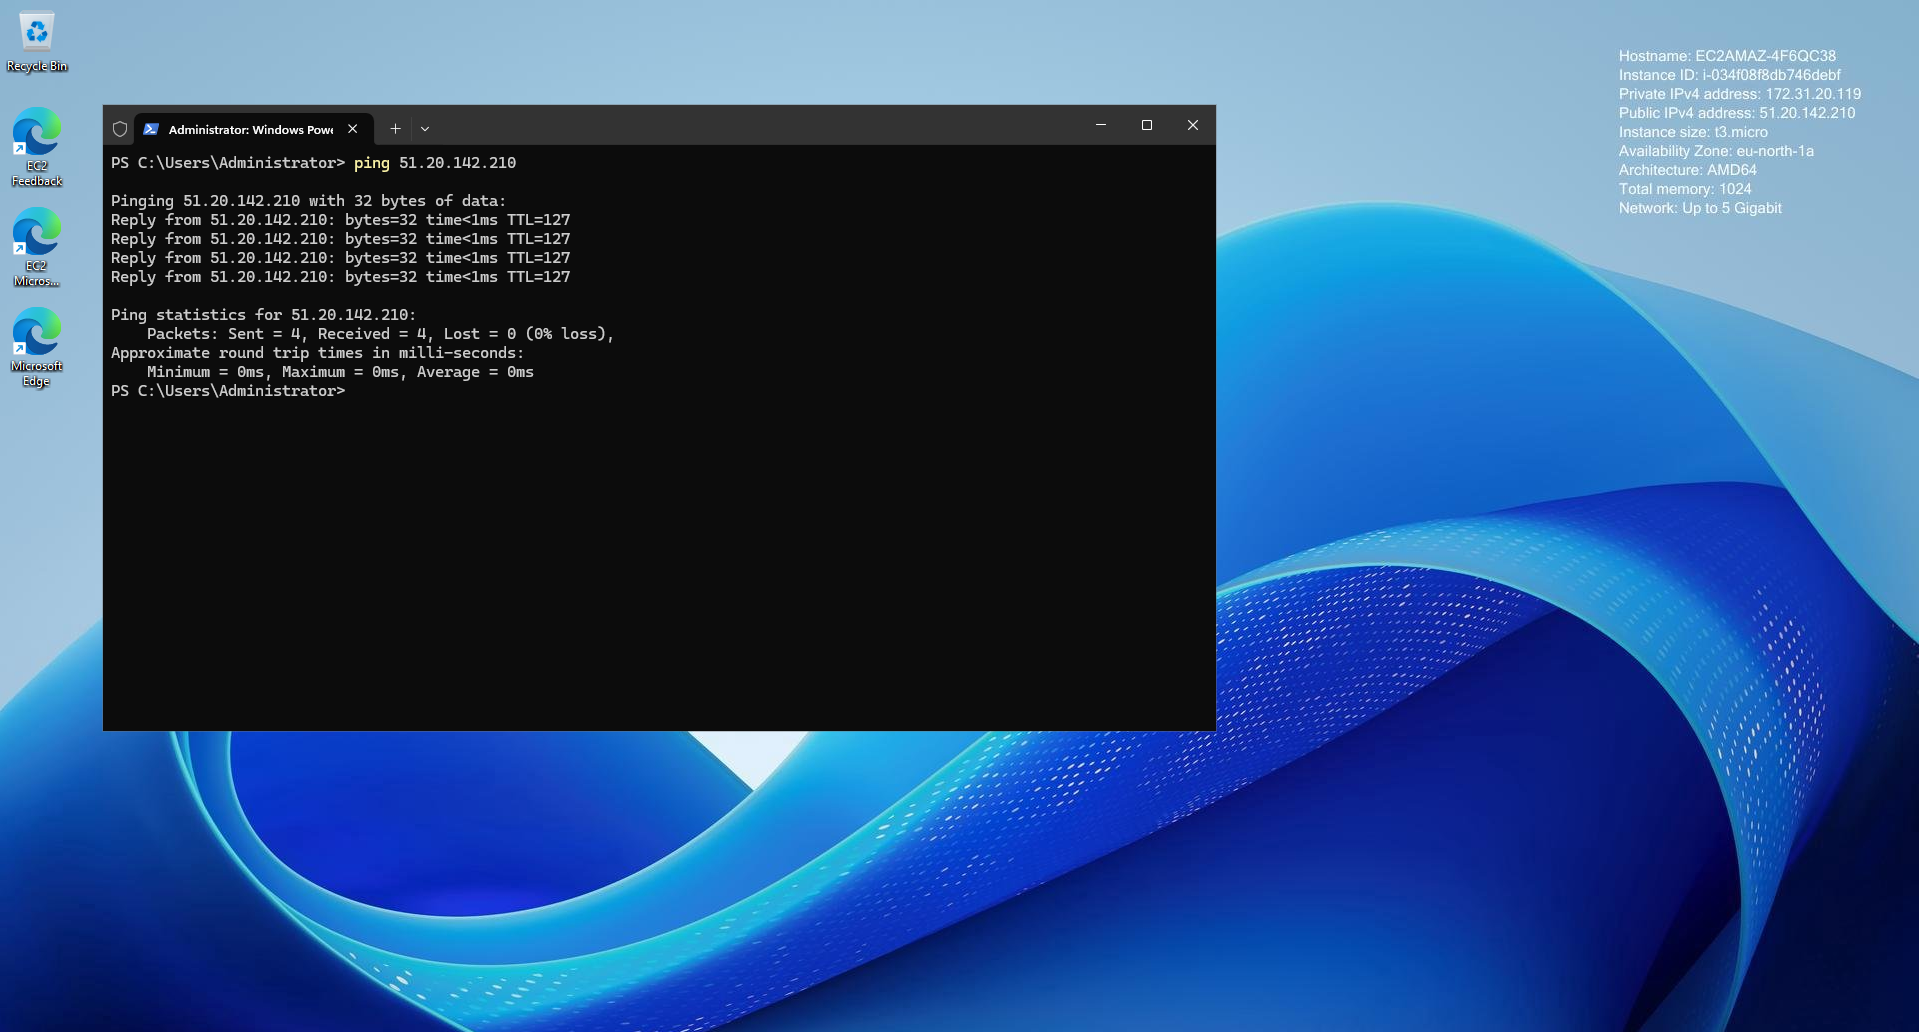 Recycle Bin
EC2
Feedback
EC2
Micros...
Microsoft
Edge
Administrator: Windows Powe
PS C:\Users\Administrator> ping 51.20.142.210
Pinging 51.20.142.210 with 32 bytes of data:
Reply from 51.20.142.210: bytes=32 time<1ms TTL=127
Reply from 51.20.142.210: bytes=32 time<1ms TTL=127
Reply from 51.20.142.210: bytes=32 time<1ms TTL=127
Reply from 51.20.142.210: bytes=32 time<1ms TTL=127
Ping statistics for 51.20.142.210:
    Packets: Sent = 4, Received = 4, Lost = 0 (0% loss),
Approximate round trip times in milli-seconds:
    Minimum = 0ms, Maximum = 0ms, Average = 0ms
PS C:\Users\Administrator>
Hostname: EC2AMAZ-4F6QC38
Instance ID: i-034f08f8db746debf
Private IPv4 address: 172.31.20.119
Public IPv4 address: 51.20.142.210
Instance size: t3.micro
Availability Zone: eu-north-1a
Architecture: AMD64
Total memory: 1024
Network: Up to 5 Gigabit